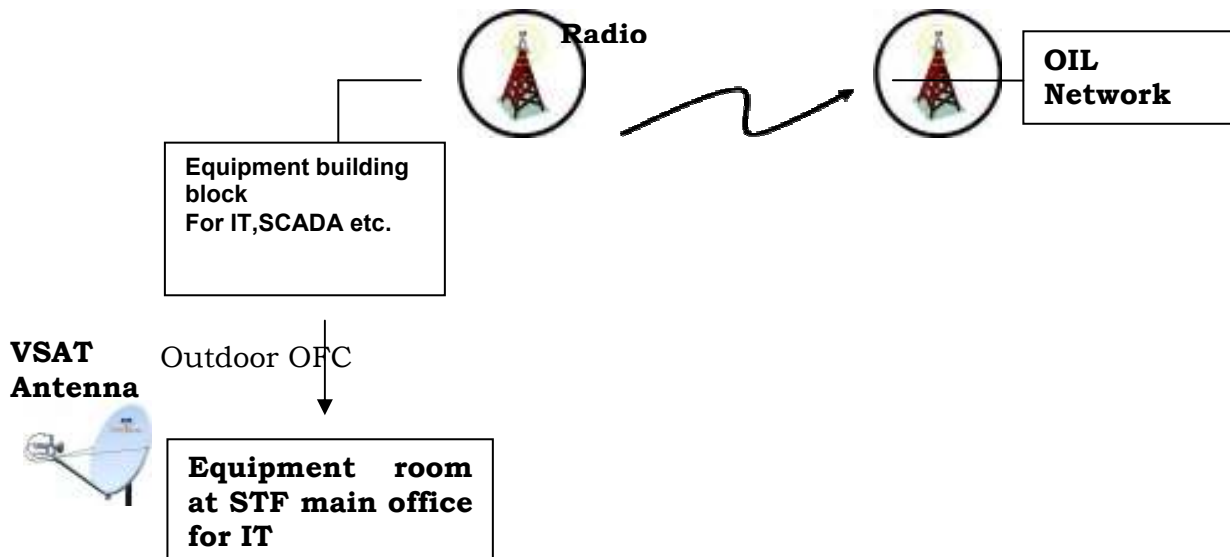 Radio
OIL
Network
Equipment building
block
For IT,SCADA etc.
VSAT
Antenna
Outdoor OFC
Equipment room
at STF main office
for IT